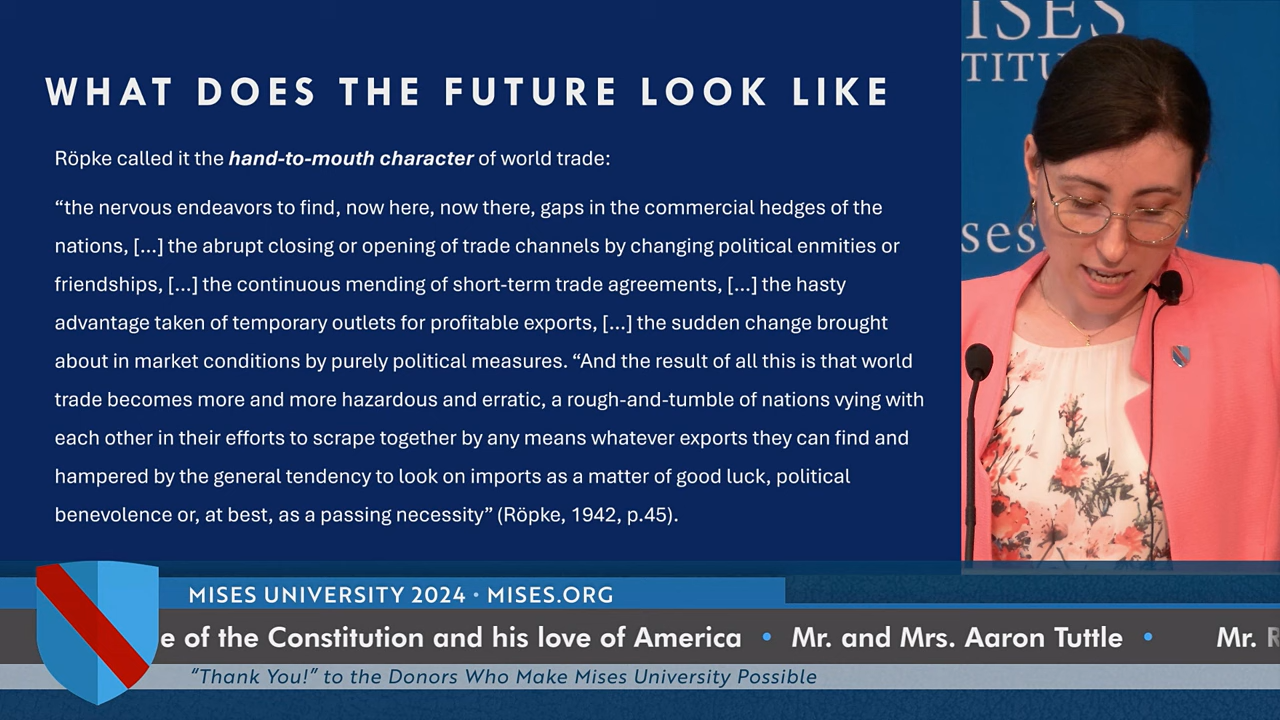 WHAT DOES THE FUTURE LOOK LIKE
Röpke called it the hand-to-mouth character of world trade:
“the nervous endeavors to find, now here, now there, gaps in the commercial hedges of the
nations, [...] the abrupt closing or opening of trade channels by changing political enmities or
friendships, [...] the continuous mending of short-term trade agreements, [...] the hasty
advantage taken of temporary outlets for profitable exports, [...] the sudden change brought
about in market conditions by purely political measures. “And the result of all this is that world
trade becomes more and more hazardous and erratic, a rough-and-tumble of nations vying with
each other in their efforts to scrape together by any means whatever exports they can find and
hampered by the general tendency to look on imports as a matter of good luck, political
benevolence or, at best, as a passing necessity” (Röpke, 1942, p.45).
ISES
TITU
ses
MISES UNIVERSITY 2024 • MISES.ORG
e of the Constitution and his love of America • Mr. and Mrs. Aaron Tuttle • Mr. R
“Thank You!” to the Donors Who Make Mises University Possible